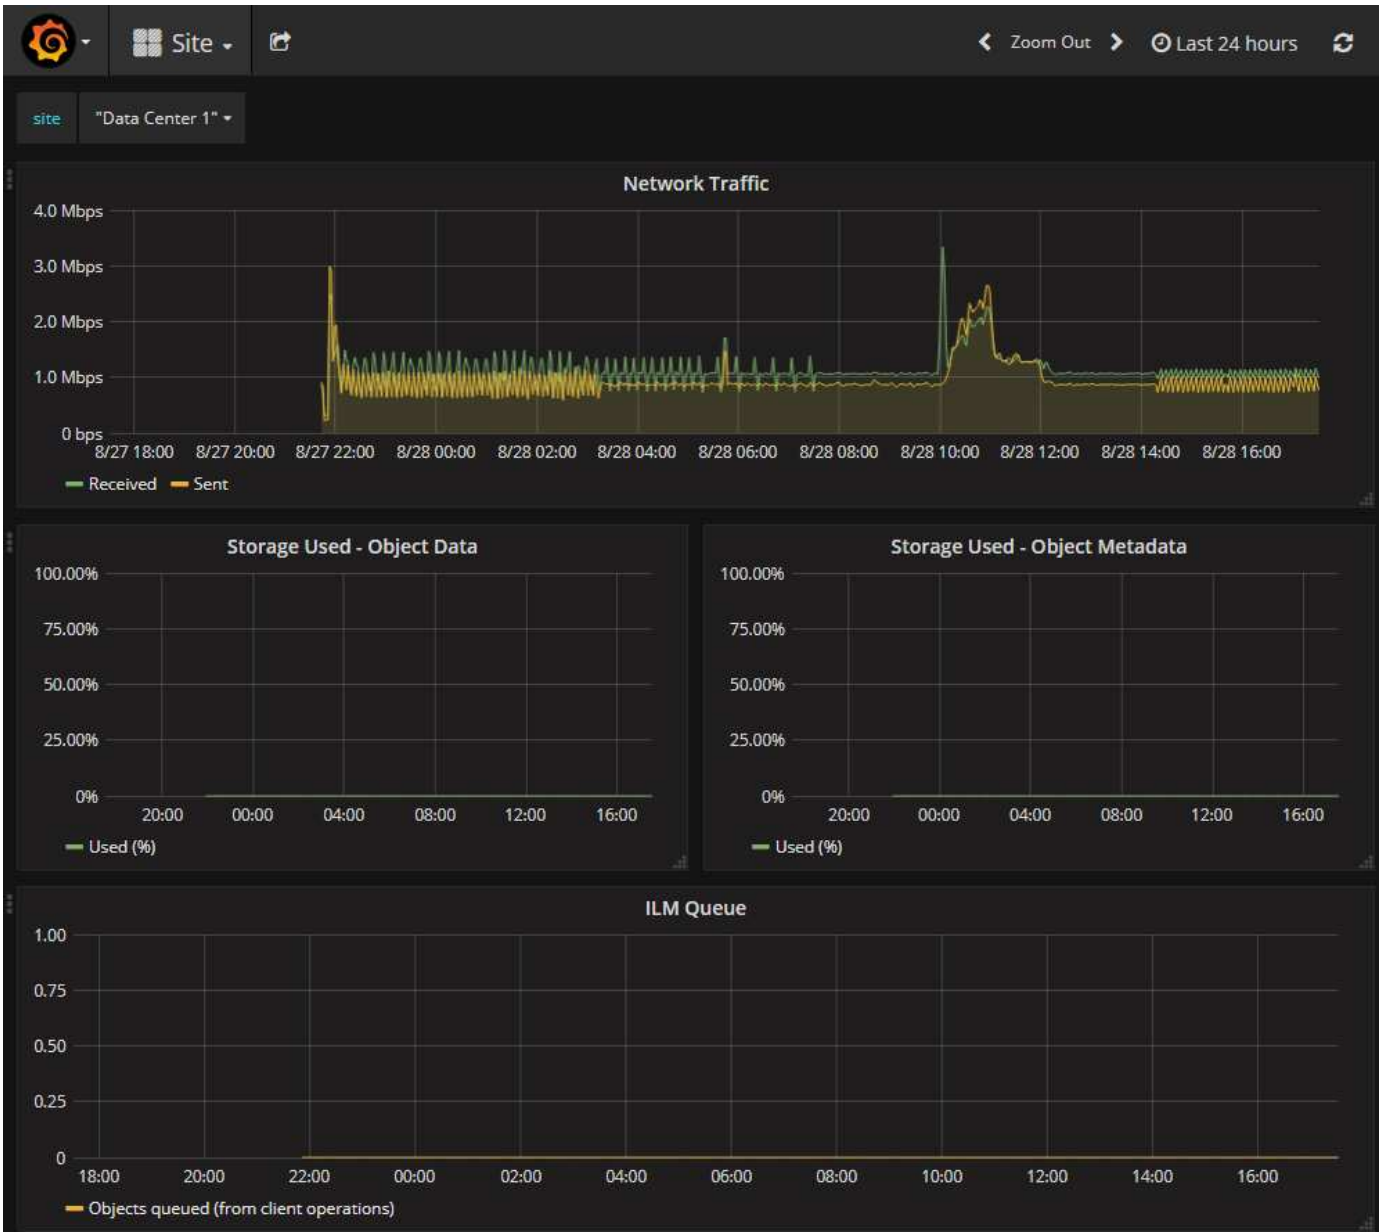 Site
Zoom Out
Last 24 hours
site "Data Center 1"
Network Traffic
4.0 Mbps
3.0 Mbps
2.0 Mbps
1.0 Mbps
0 bps
8/27 18:00 8/27 20:00 8/27 22:00 8/28 00:00 8/28 02:00 8/28 04:00 8/28 06:00 8/28 08:00 8/28 10:00 8/28 12:00 8/28 14:00 8/28 16:00
Received Sent
Storage Used - Object Data
100.00%
75.00%
50.00%
25.00%
0%
20:00 00:00 04:00 08:00 12:00 16:00
Used (%)
Storage Used - Object Metadata
100.00%
75.00%
50.00%
25.00%
0%
20:00 00:00 04:00 08:00 12:00 16:00
Used (%)
ILM Queue
1.00
0.75
0.50
0.25
0
18:00 20:00 22:00 00:00 02:00 04:00 06:00 08:00 10:00 12:00 14:00 16:00
Objects queued (from client operations)